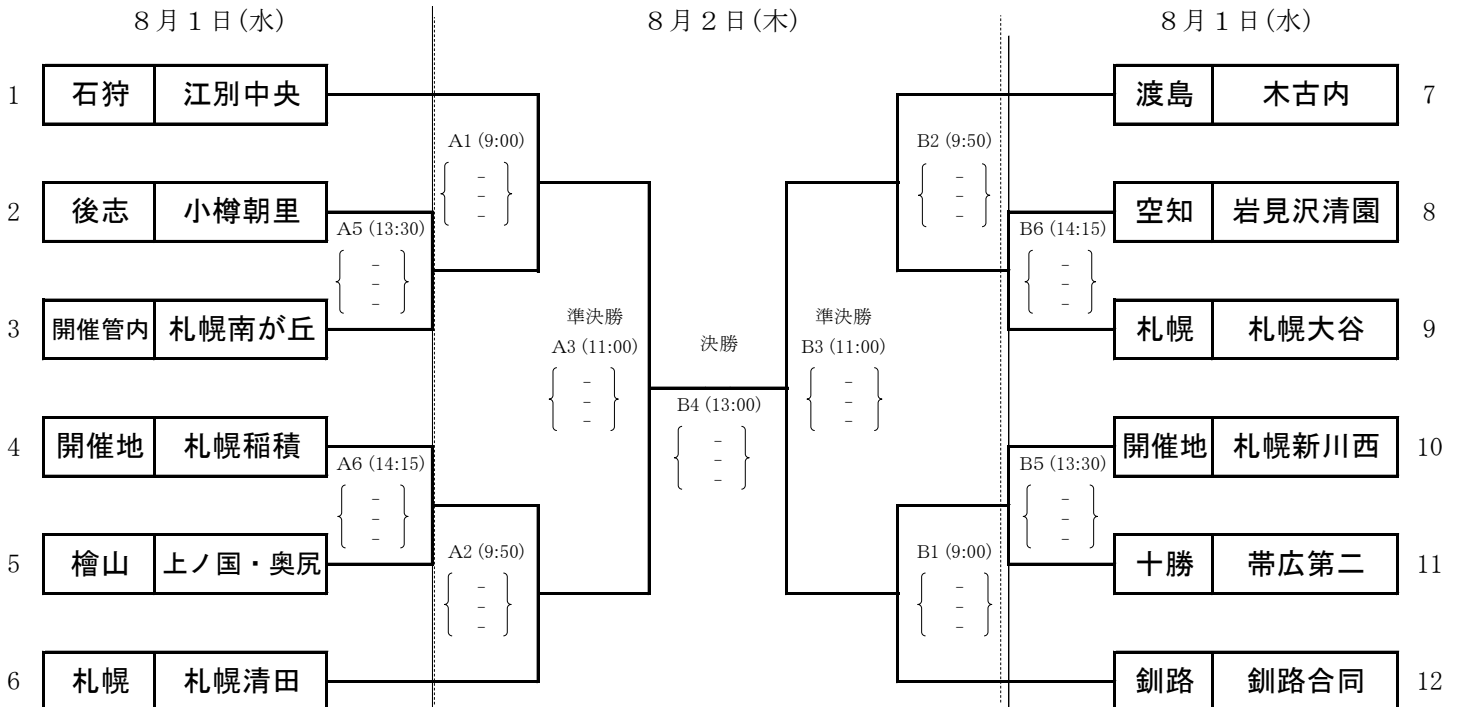 ８月１日(水) ８月２日(木) ８月１日(水)
1 石狩 江別中央
渡島 木古内 7
A1 (9:00)
-
-
-
B2 (9:50)
-
-
-
2 後志 小樽朝里
空知 岩見沢清園 8
A5 (13:30)
-
-
-
B6 (14:15)
-
-
-
3 開催管内 札幌南が丘
札幌 札幌大谷 9
準決勝
A3 (11:00)
-
-
-
決勝
B4 (13:00)
-
-
-
準決勝
B3 (11:00)
-
-
-
4 開催地 札幌稲積
開催地 札幌新川西 10
A6 (14:15)
-
-
-
B5 (13:30)
-
-
-
5 檜山 上ノ国・奥尻
十勝 帯広第二 11
A2 (9:50)
-
-
-
B1 (9:00)
-
-
-
6 札幌 札幌清田
釧路 釧路合同 12